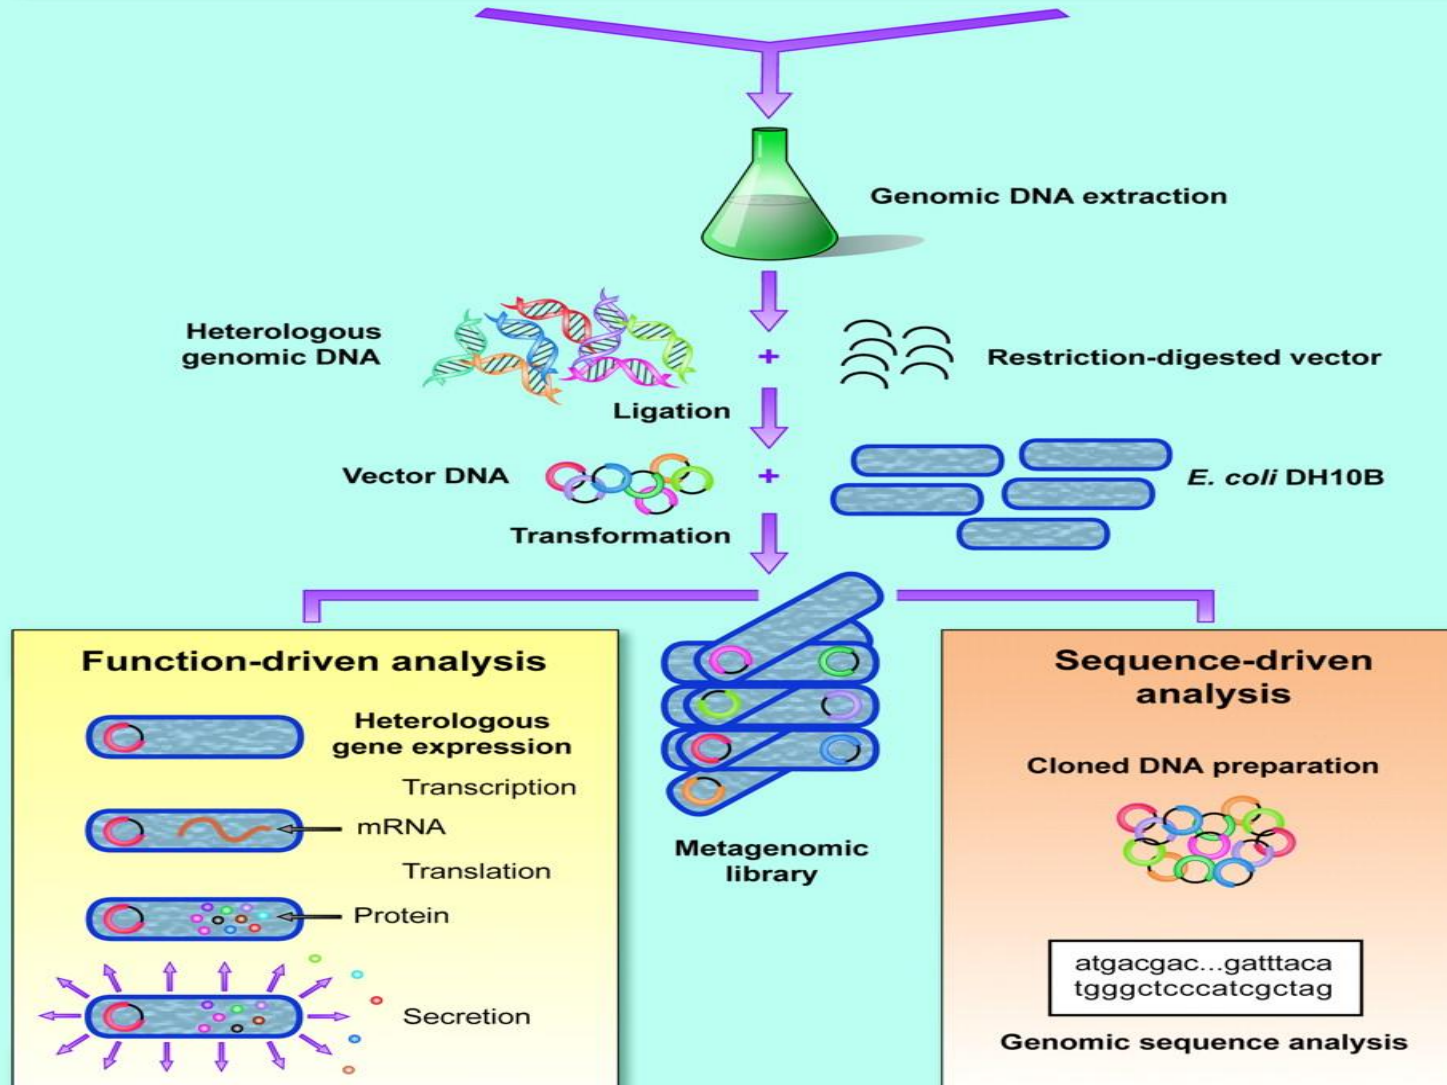 Genomic DNA extraction
Heterologous
genomic DNA
+
Restriction-digested vector
Ligation
Vector DNA
+
E. coli DH10B
Transformation
Function-driven analysis
Heterologous
gene expression
Transcription
mRNA
Translation
Protein
Secretion
Metagenomic
library
Sequence-driven
analysis
Cloned DNA preparation
atgacgac...gatttaca
tgggctcccatcgctag
Genomic sequence analysis